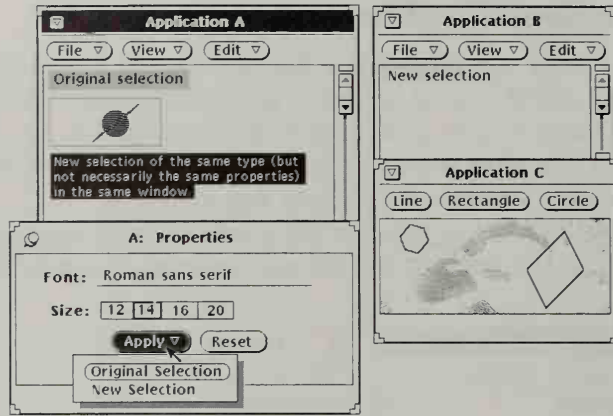 Application A
File View Edit
Original selection
New selection of the same type (but
not necessarily the same properties)
in the same window.
A: Properties
Font: Roman sans serif
Size: 12 14 16 20
Apply Reset
Original Selection
New Selection
Application B
File View Edit
New selection
Application C
Line Rectangle Circle